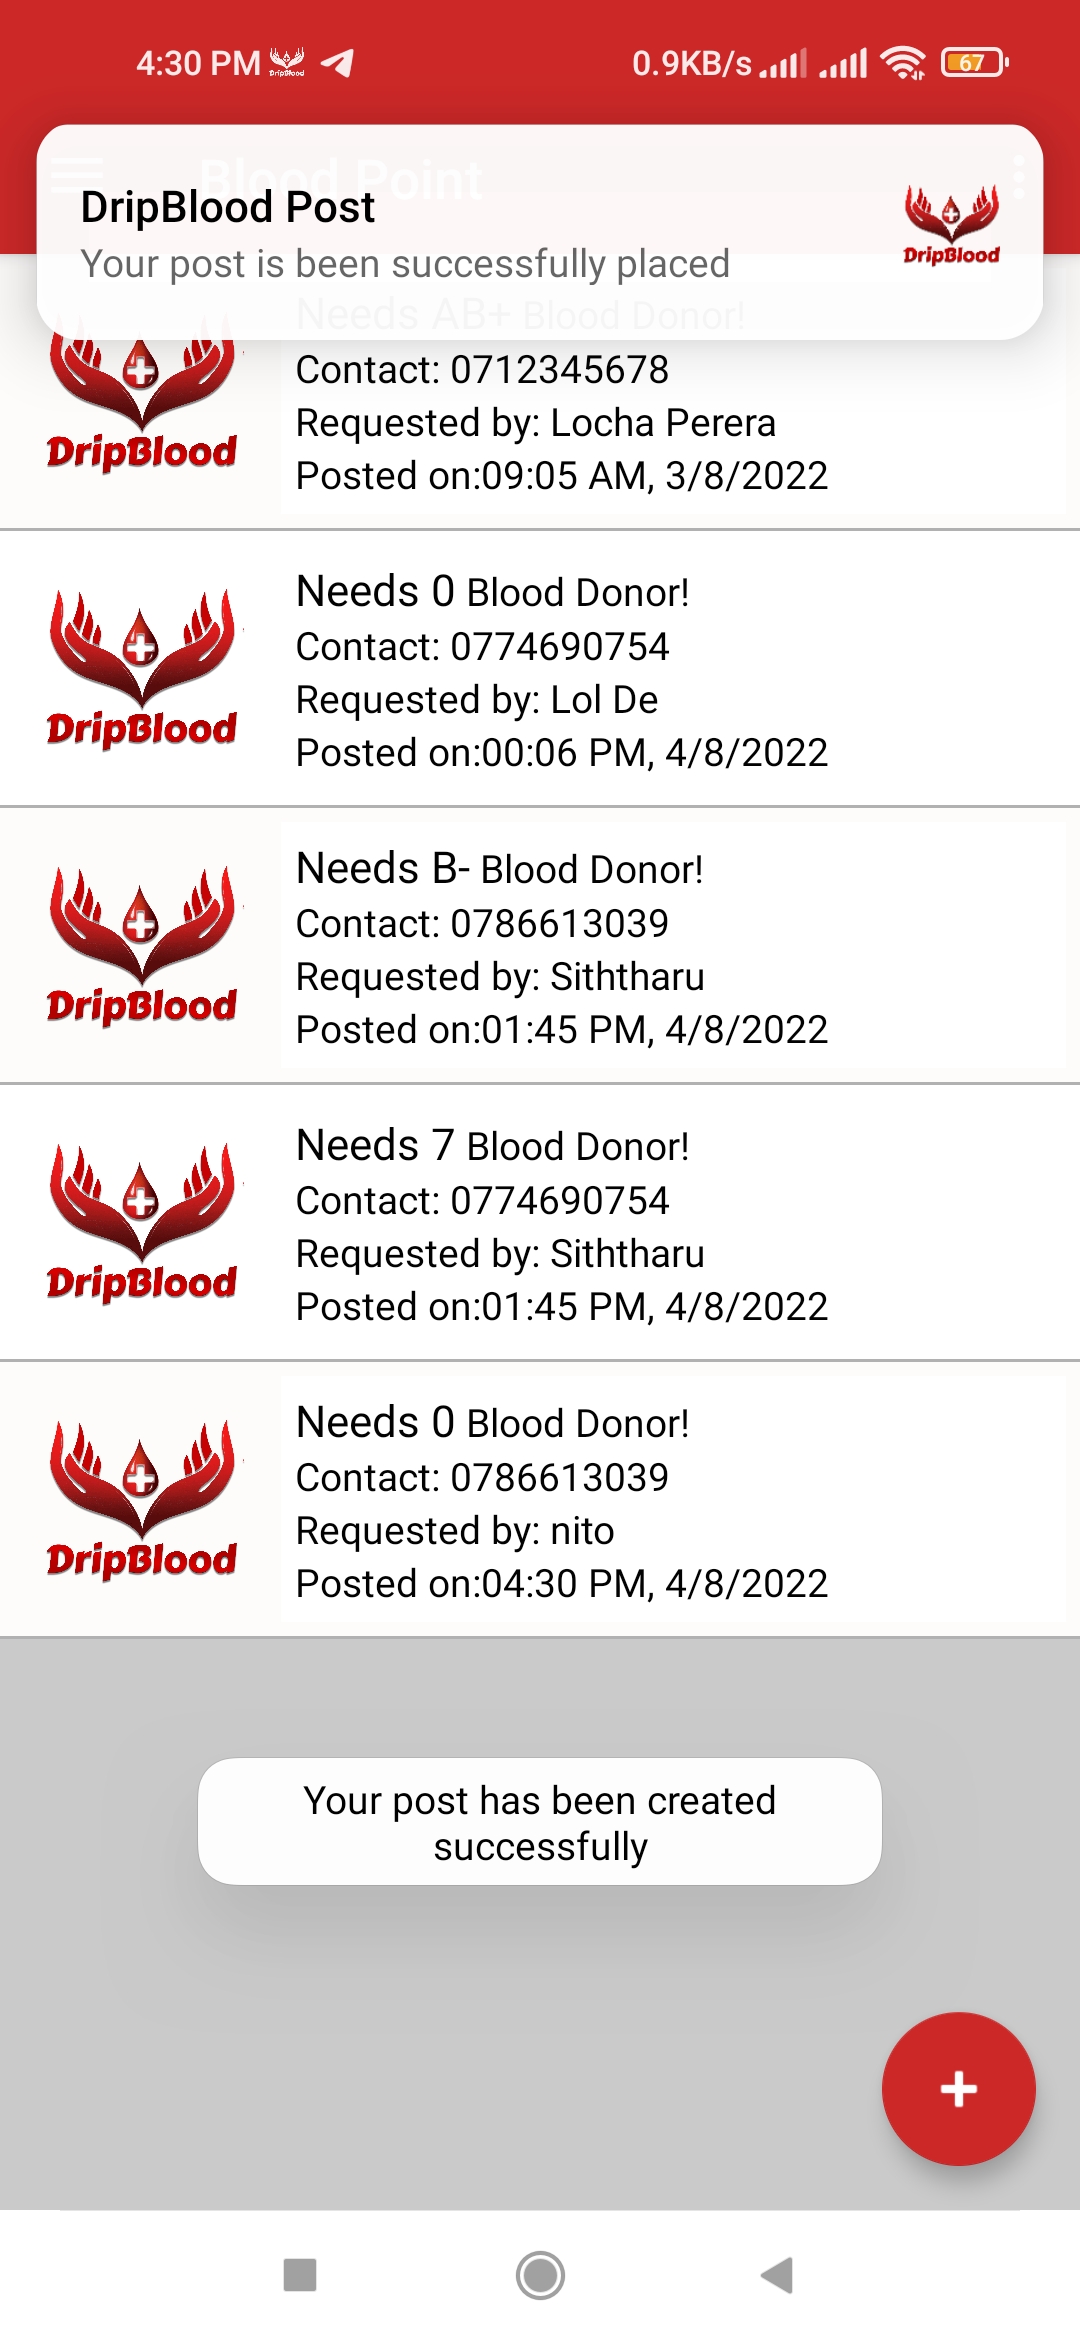 4:30 PM DripBlood 0.9KB/s 67
Blood Point
DripBlood Post
Your post is been successfully placed
DripBlood
Needs AB+ Blood Donor!
Contact: 0712345678
Requested by: Locha Perera
Posted on:09:05 AM, 3/8/2022
DripBlood
Needs 0 Blood Donor!
Contact: 0774690754
Requested by: Lol De
Posted on:00:06 PM, 4/8/2022
DripBlood
Needs B- Blood Donor!
Contact: 0786613039
Requested by: Siththaru
Posted on:01:45 PM, 4/8/2022
DripBlood
Needs 7 Blood Donor!
Contact: 0774690754
Requested by: Siththaru
Posted on:01:45 PM, 4/8/2022
DripBlood
Needs 0 Blood Donor!
Contact: 0786613039
Requested by: nito
Posted on:04:30 PM, 4/8/2022
DripBlood
Your post has been created
successfully
+